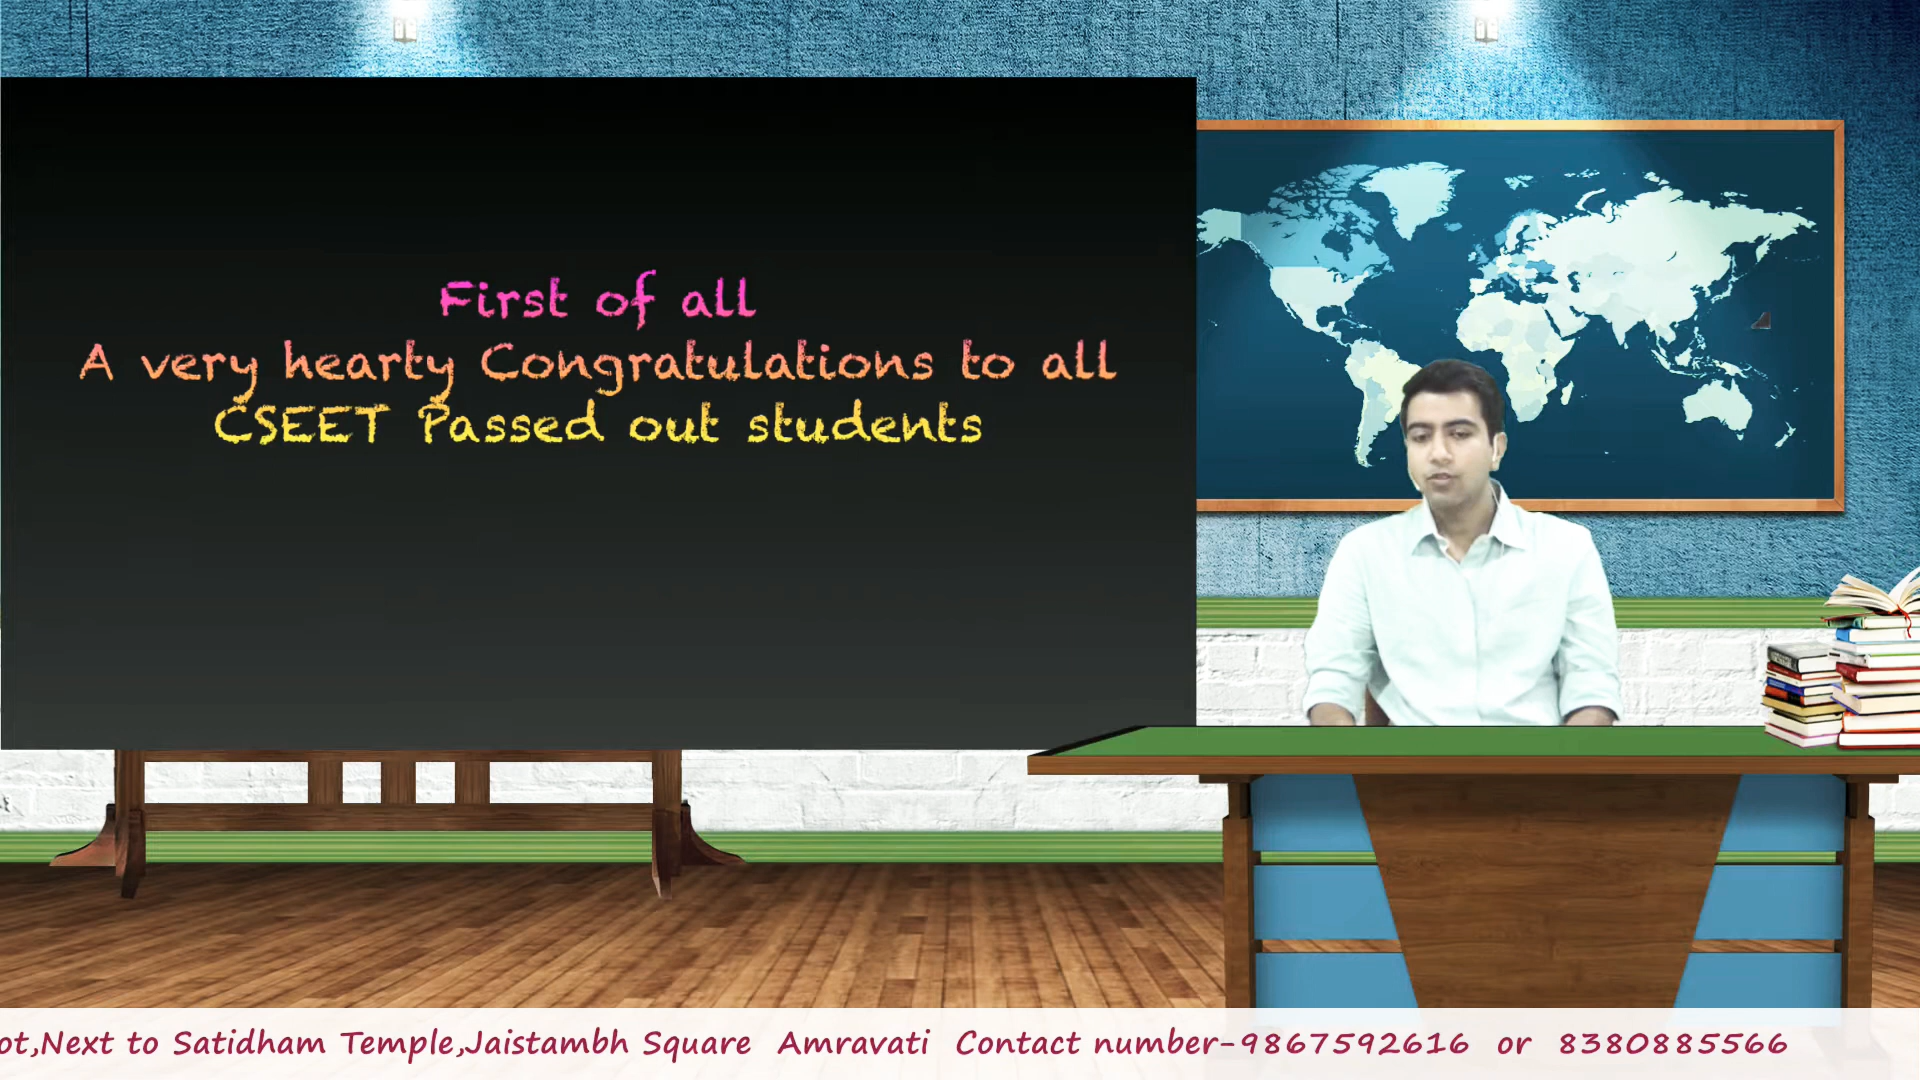 First of all
A very hearty Congratulations to all
CSEET Passed out students
ot,Next to Satidham Temple,Jaistambh Square Amravati Contact number-9867592616 or 8380885566